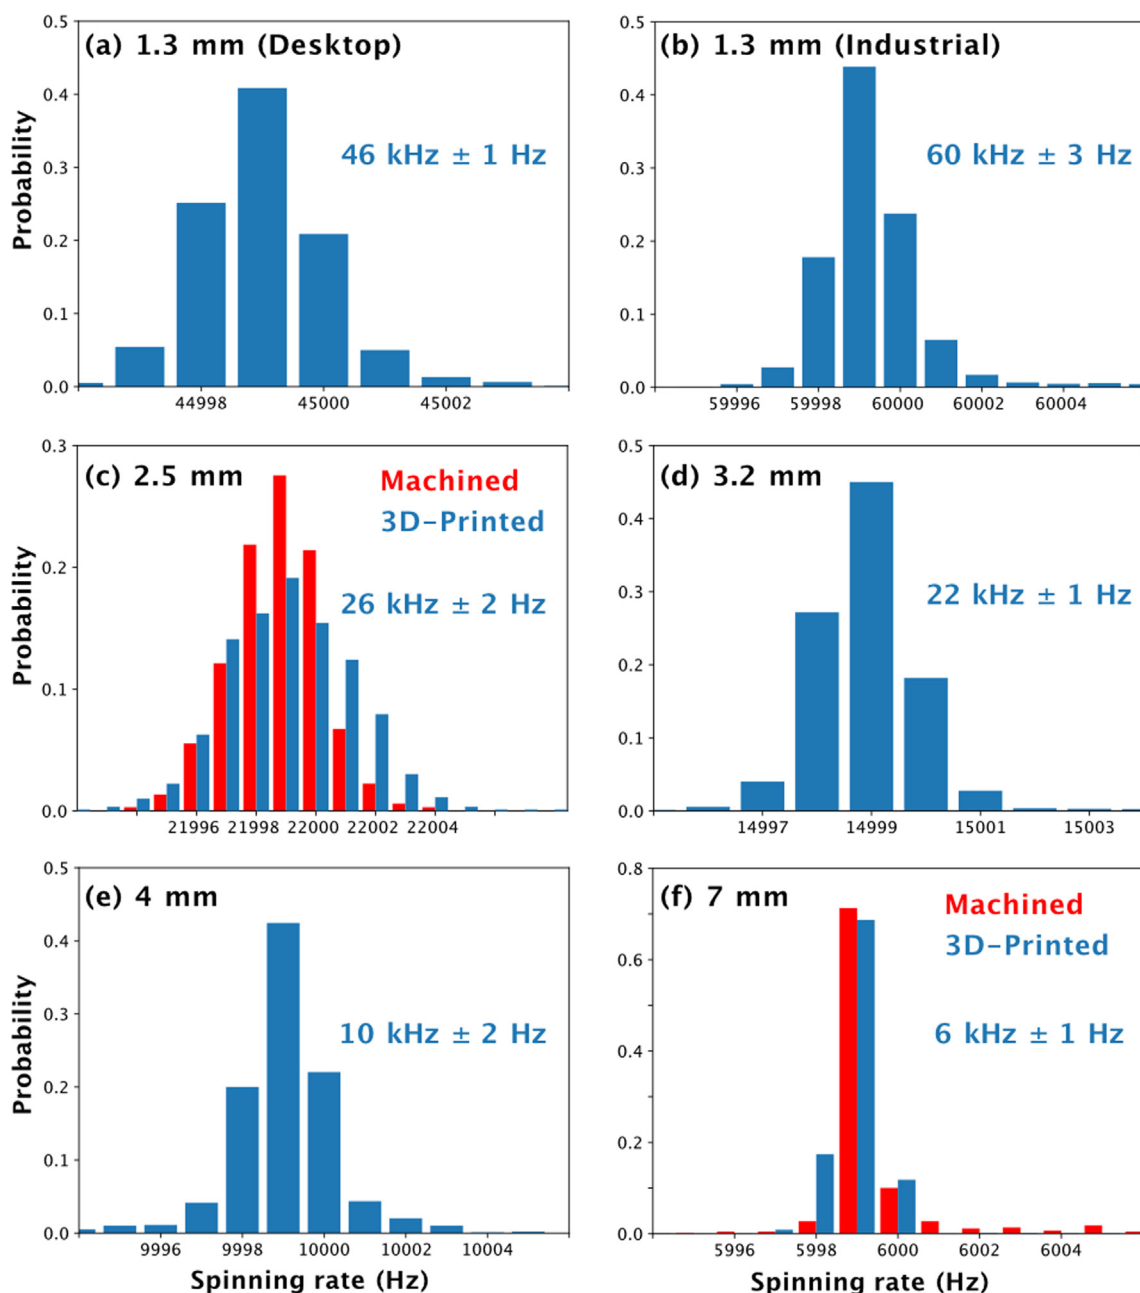 (a) 1.3 mm (Desktop)
46 kHz ± 1 Hz
Probability
0.5
0.4
0.3
0.2
0.1
0.0
44998 45000 45002
(b) 1.3 mm (Industrial)
60 kHz ± 3 Hz
0.5
0.4
0.3
0.2
0.1
0.0
59996 59998 60000 60002 60004
(c) 2.5 mm
Machined
3D-Printed
26 kHz ± 2 Hz
Probability
0.3
0.2
0.1
0.0
21996 21998 22000 22002 22004
(d) 3.2 mm
22 kHz ± 1 Hz
0.5
0.4
0.3
0.2
0.1
0.0
14997 14999 15001 15003
(e) 4 mm
10 kHz ± 2 Hz
Probability
0.5
0.4
0.3
0.2
0.1
0.0
9996 9998 10000 10002 10004
Spinning rate (Hz)
(f) 7 mm
Machined
3D-Printed
6 kHz ± 1 Hz
0.8
0.6
0.4
0.2
0.0
5996 5998 6000 6002 6004
Spinning rate (Hz)